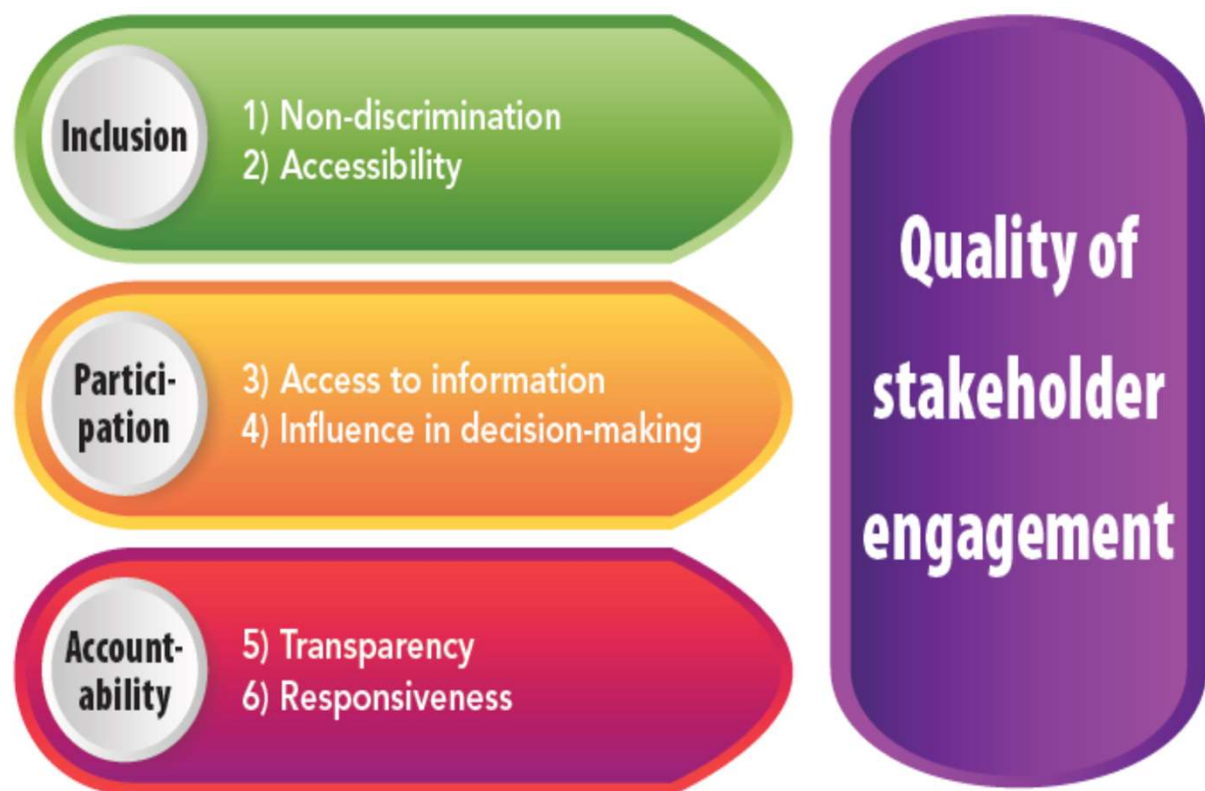 Inclusion
1) Non-discrimination
2) Accessibility
Partici-
pation
3) Access to information
4) Influence in decision-making
Account-
ability
5) Transparency
6) Responsiveness
Quality of
stakeholder
engagement